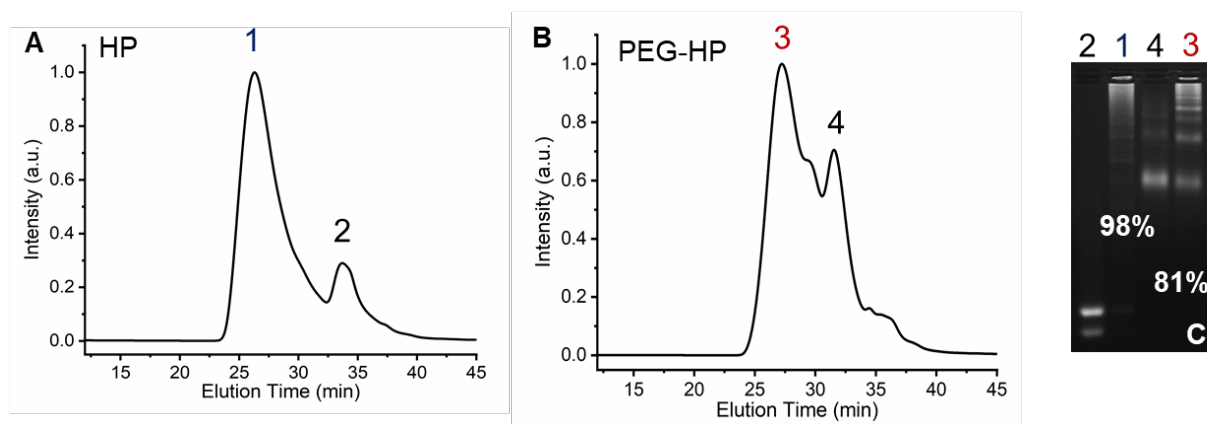 A
HP
1
2
1.0
0.8
0.6
0.4
0.2
0.0
Intensity (a.u.)
15 20 25 30 35 40 45
Elution Time (min)
B
PEG-HP
3
4
1.0
0.8
0.6
0.4
0.2
0.0
Intensity (a.u.)
15 20 25 30 35 40 45
Elution Time (min)
2 1 4 3
98%
81%
C